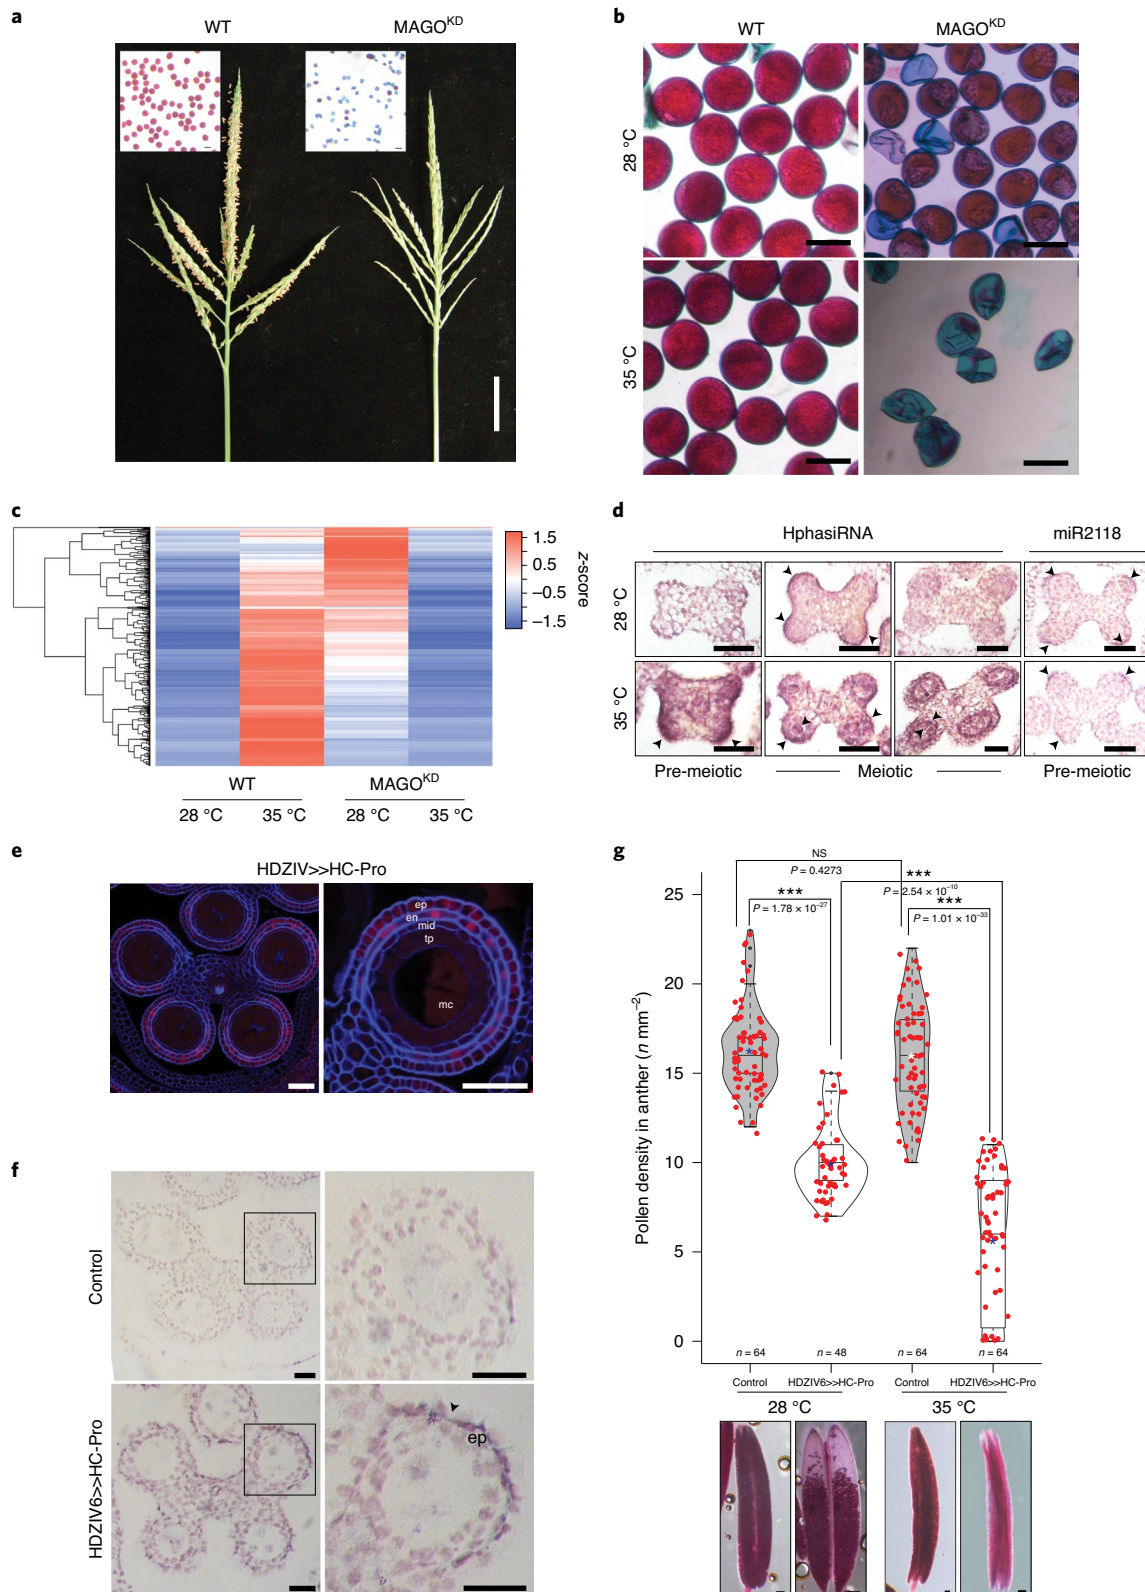 a
WT
MAGO^KD
b
WT
MAGO^KD
28 °C
35 °C
c
1.5
0.5
−0.5
−1.5
z-score
WT
MAGO^KD
28 °C
35 °C
28 °C
35 °C
d
HphasiRNA
miR2118
28 °C
35 °C
Pre-meiotic
Meiotic
Pre-meiotic
e
HDZIV>>HC-Pro
ep
en
mid
tp
mc
f
Control
HDZIV6>>HC-Pro
ep
g
NS
P = 0.4273
***
P = 2.54 × 10⁻¹⁰
***
P = 1.78 × 10⁻²⁷
***
P = 1.01 × 10⁻³³
Pollen density in anther (n mm⁻²)
25
20
15
10
5
0
n = 64
n = 48
n = 64
n = 64
Control
HDZIV6>>HC-Pro
Control
HDZIV6>>HC-Pro
28 °C
35 °C